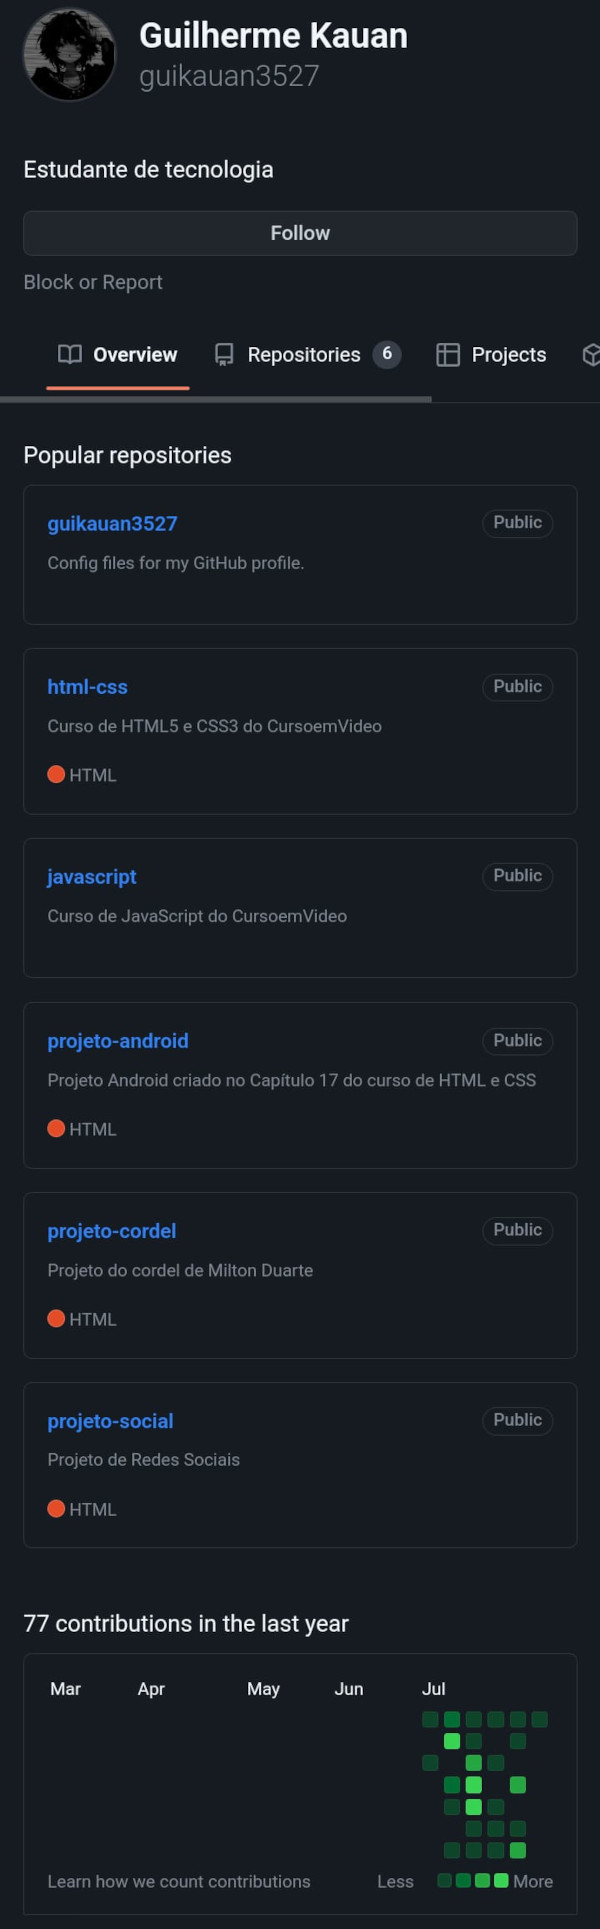 Guilherme Kauan
guikauan3527
Estudante de tecnologia
Follow
Block or Report
Overview Repositories 6 Projects
Popular repositories
guikauan3527 Public
Config files for my GitHub profile.
html-css Public
Curso de HTML5 e CSS3 do CursoemVideo
HTML
javascript Public
Curso de JavaScript do CursoemVideo
projeto-android Public
Projeto Android criado no Capítulo 17 do curso de HTML e CSS
HTML
projeto-cordel Public
Projeto do cordel de Milton Duarte
HTML
projeto-social Public
Projeto de Redes Sociais
HTML
77 contributions in the last year
Mar Apr May Jun Jul
Learn how we count contributions Less More